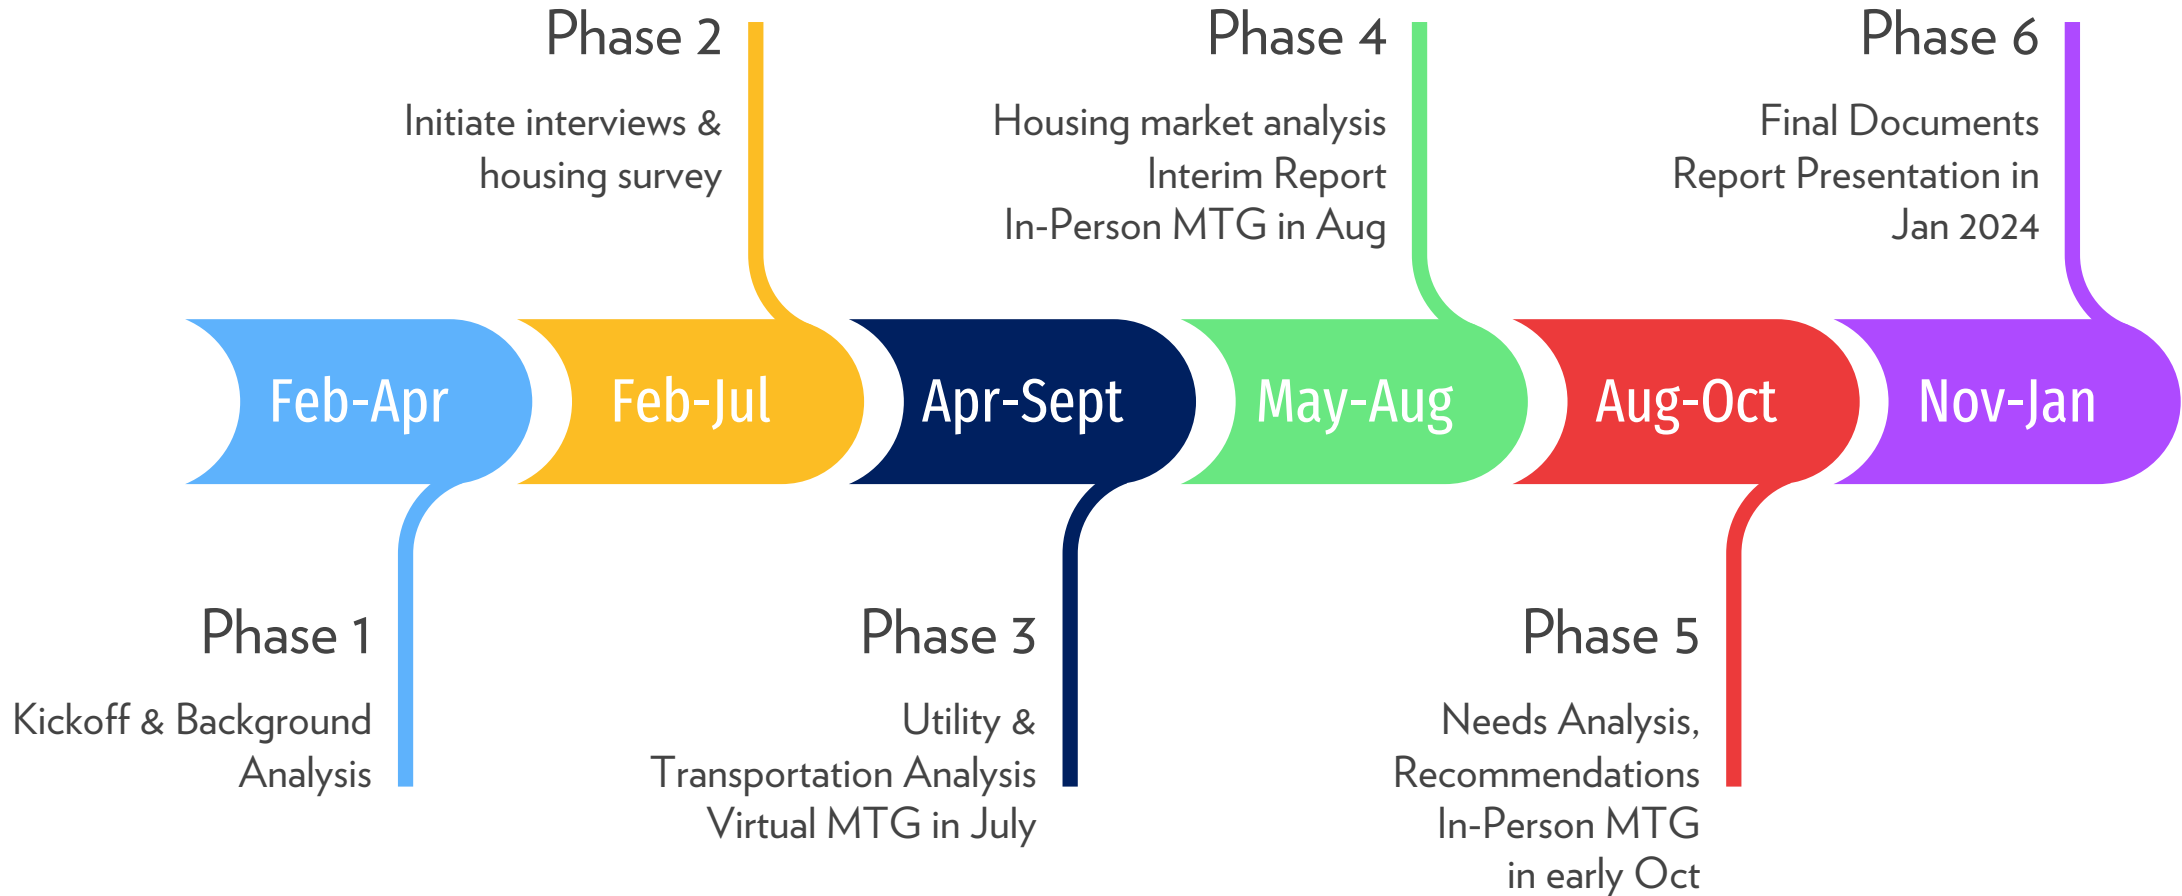 Phase 2
Initiate interviews &
housing survey
Phase 4
Housing market analysis
Interim Report
In-Person MTG in Aug
Phase 6
Final Documents
Report Presentation in
Jan 2024
Feb-Apr
Feb-Jul
Apr-Sept
May-Aug
Aug-Oct
Nov-Jan
Phase 1
Kickoff & Background
Analysis
Phase 3
Utility &
Transportation Analysis
Virtual MTG in July
Phase 5
Needs Analysis,
Recommendations
In-Person MTG
in early Oct